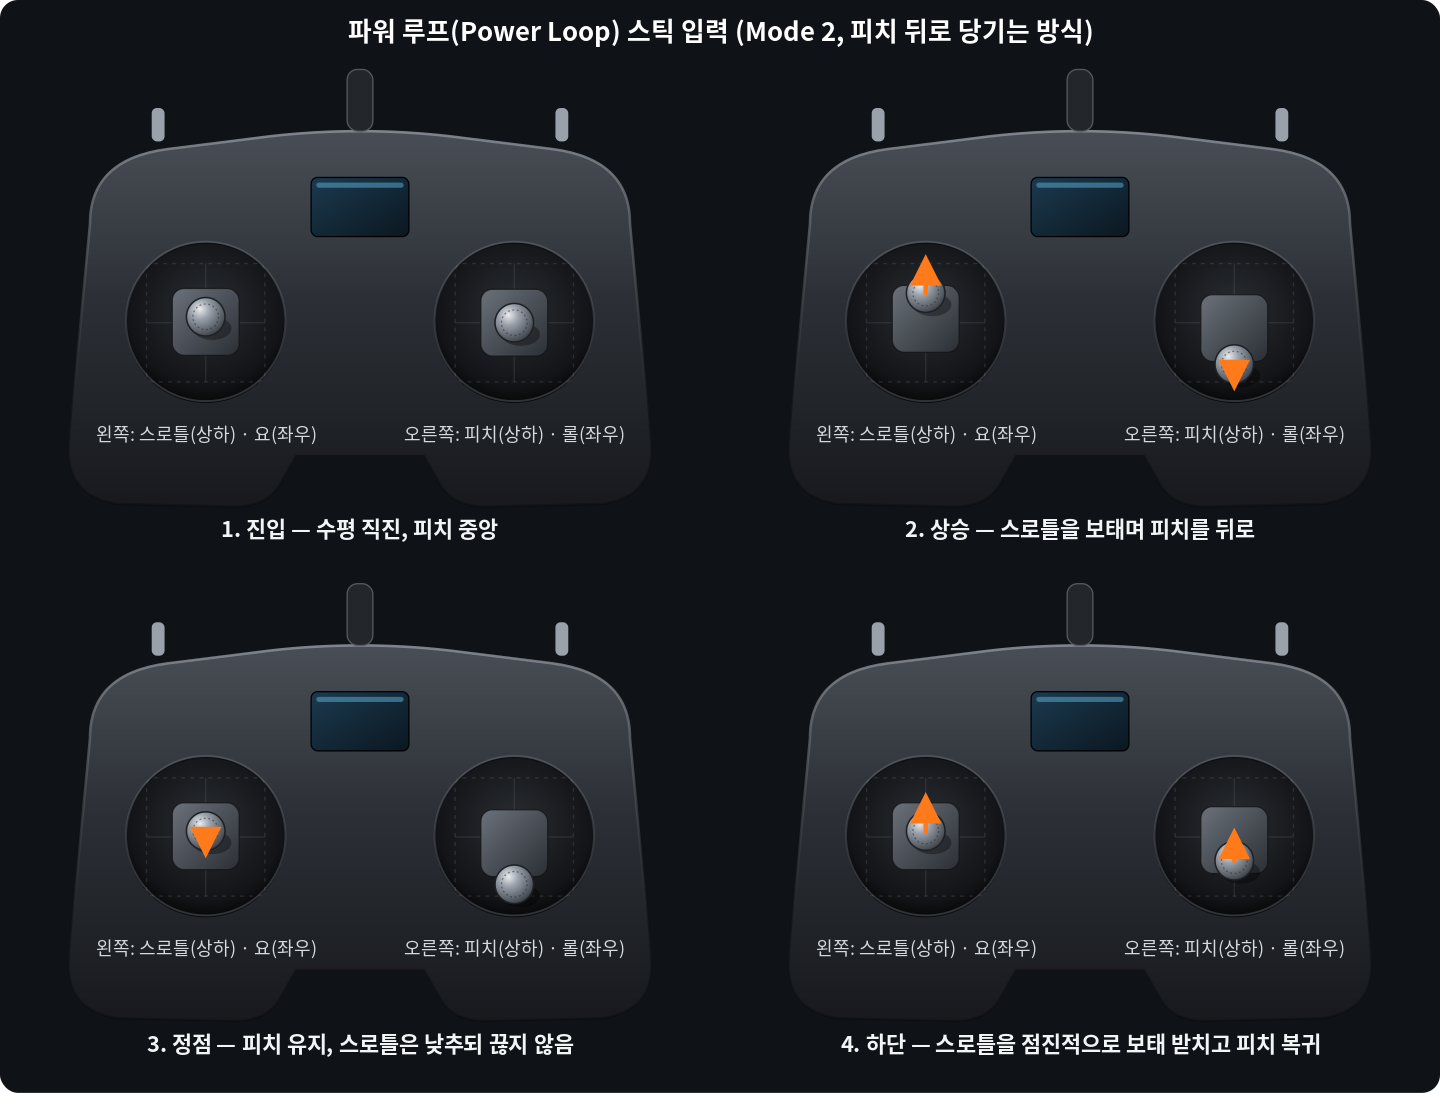 파워 루프(Power Loop) 스틱 입력 (Mode 2, 피치 뒤로 당기는 방식)
왼쪽: 스로틀(상하) · 요(좌우)
오른쪽: 피치(상하) · 롤(좌우)
1. 진입 — 수평 직진, 피치 중앙
왼쪽: 스로틀(상하) · 요(좌우)
오른쪽: 피치(상하) · 롤(좌우)
2. 상승 — 스로틀을 보태며 피치를 뒤로
왼쪽: 스로틀(상하) · 요(좌우)
오른쪽: 피치(상하) · 롤(좌우)
3. 정점 — 피치 유지, 스로틀은 낮추되 끊지 않음
왼쪽: 스로틀(상하) · 요(좌우)
오른쪽: 피치(상하) · 롤(좌우)
4. 하단 — 스로틀을 점진적으로 보태 받치고 피치 복귀